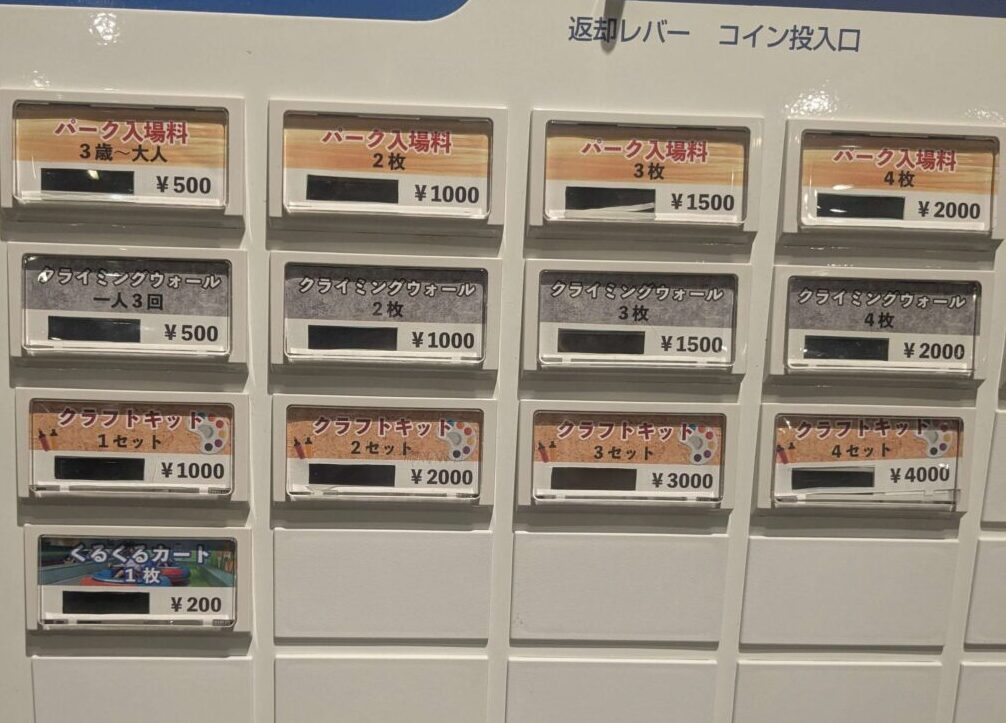 返却レバー コイン投入口
パーク入場料
3歳～大人
¥500
パーク入場料
2枚
¥1000
パーク入場料
3枚
¥1500
パーク入場料
4枚
¥2000
クライミングウォール
一人3回
¥500
クライミングウォール
2枚
¥1000
クライミングウォール
3枚
¥1500
クライミングウォール
4枚
¥2000
クラフトキット
1セット
¥1000
クラフトキット
2セット
¥2000
クラフトキット
3セット
¥3000
クラフトキット
4セット
¥4000
くるくるカート
1枚
¥200